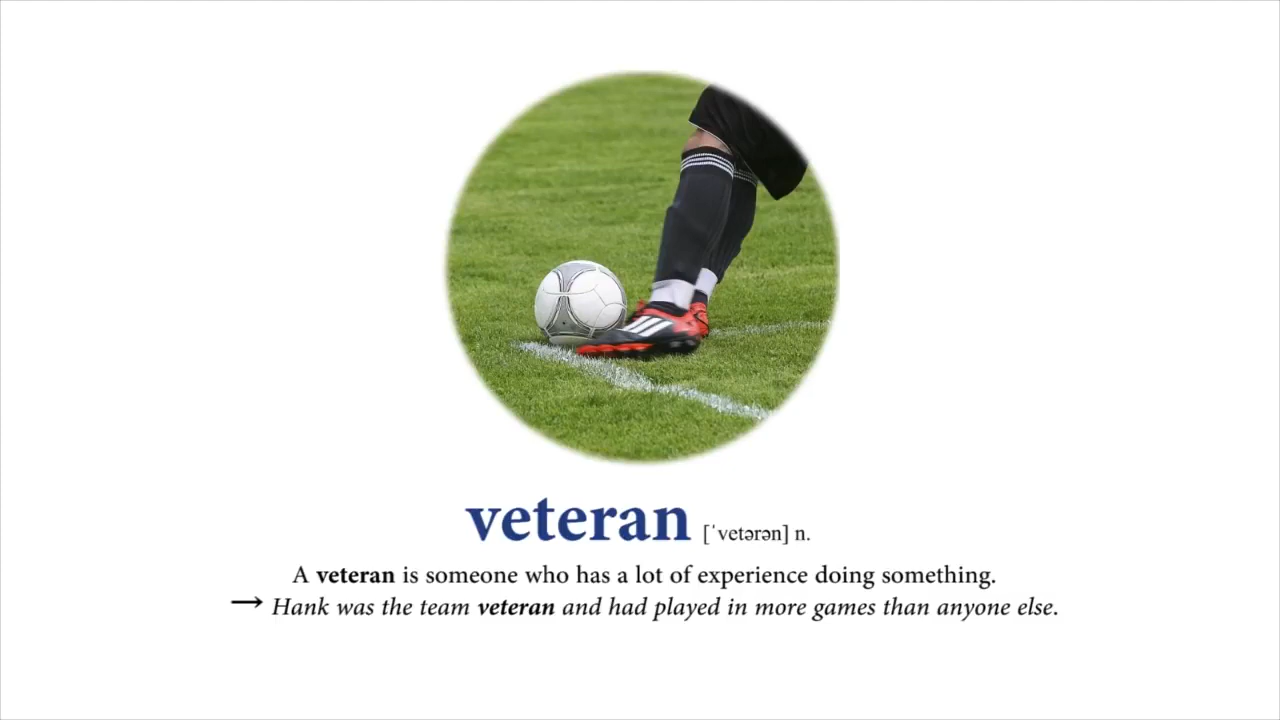 veteran [ˈvetərən] n.
A veteran is someone who has a lot of experience doing something.
→ Hank was the team veteran and had played in more games than anyone else.